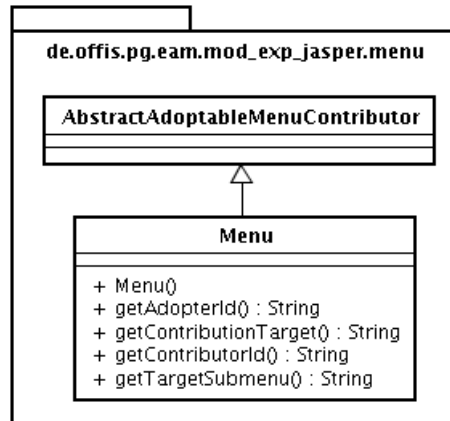 de.offis.pg.eam.mod_exp_jasper.menu
AbstractAdoptableMenuContributor
Menu
+ Menu()
+ getAdopterId() : String
+ getContributionTarget() : String
+ getContributorId() : String
+ getTargetSubmenu() : String